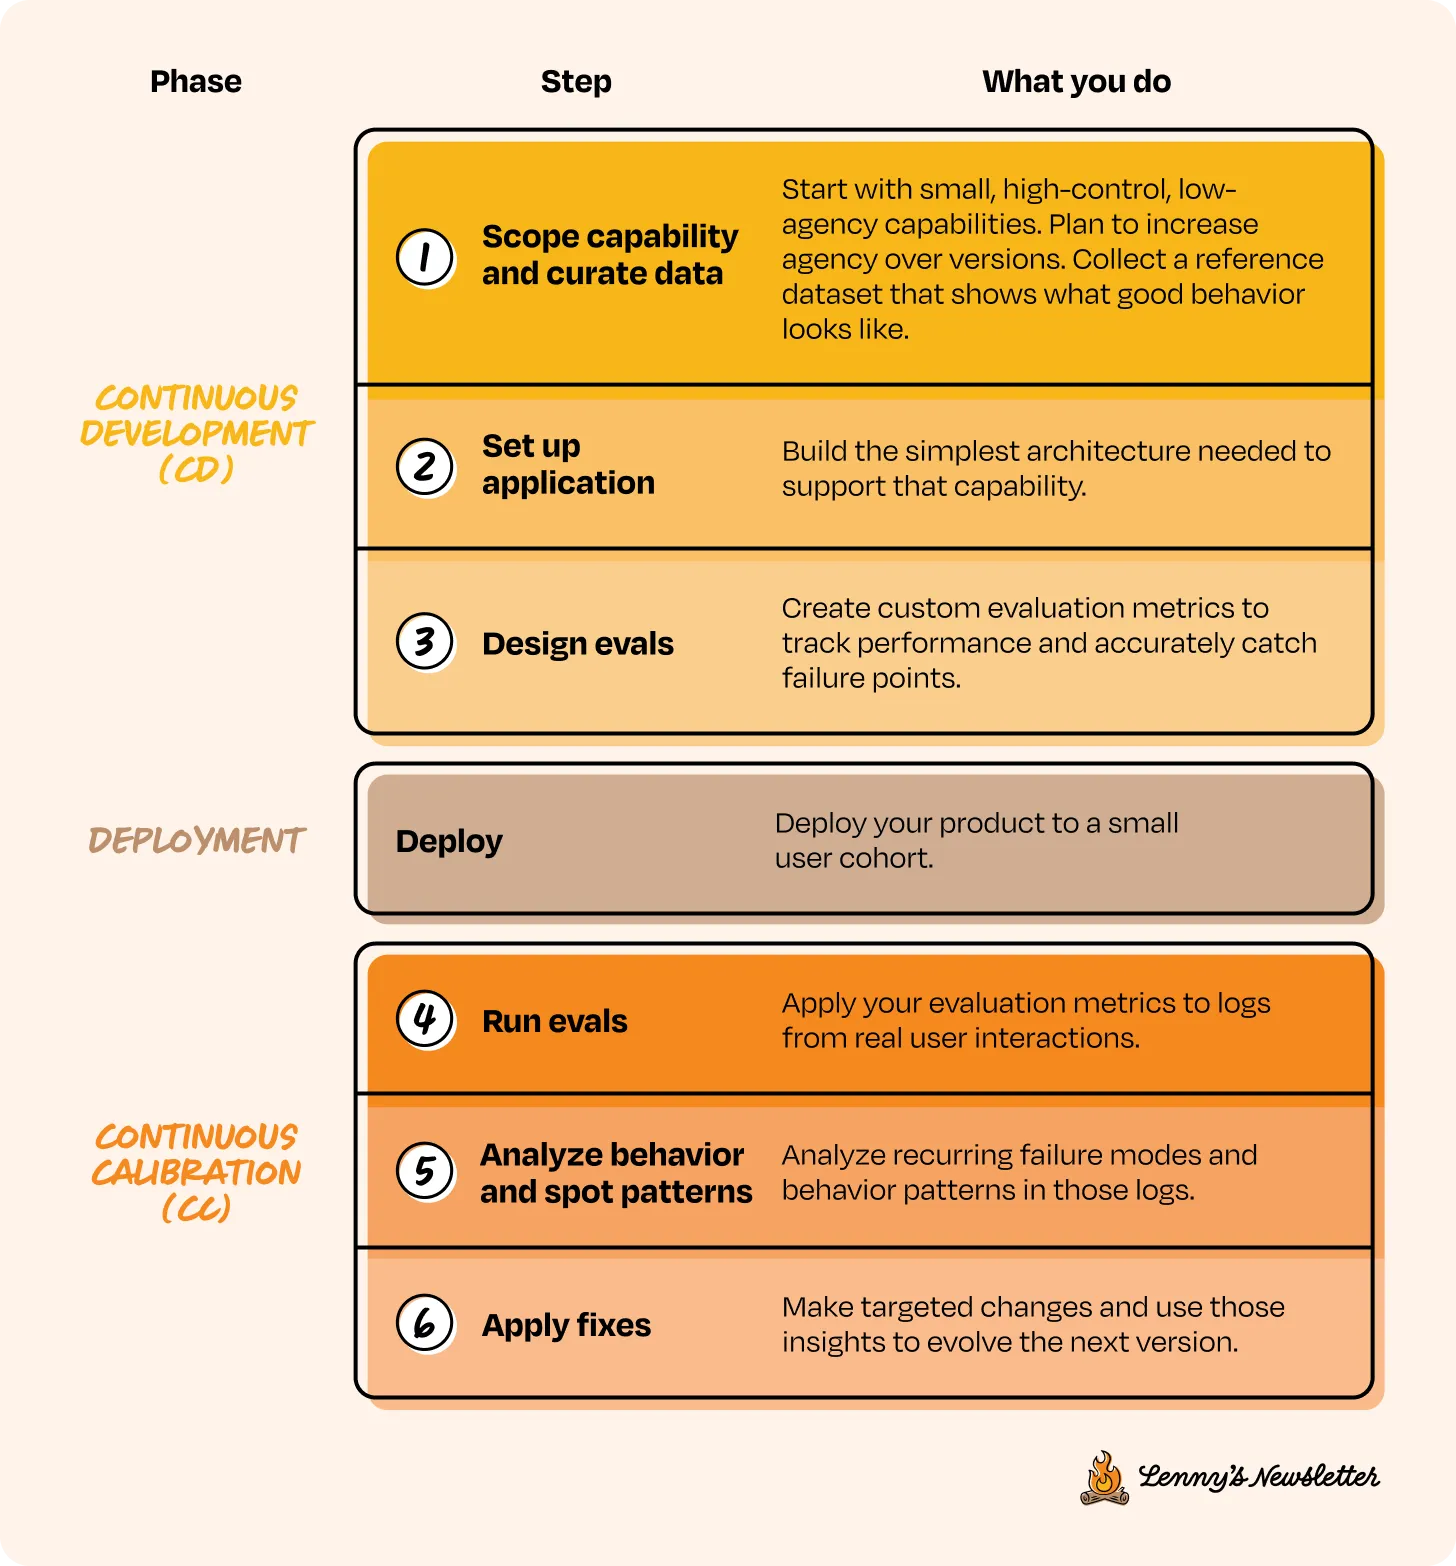 Phase
Step
What you do
CONTINUOUS
DEVELOPMENT
(CD)
1
Scope capability
and curate data
Start with small, high-control, low-
agency capabilities. Plan to increase
agency over versions. Collect a reference
dataset that shows what good behavior
looks like.
2
Set up
application
Build the simplest architecture needed to
support that capability.
3
Design evals
Create custom evaluation metrics to
track performance and accurately catch
failure points.
DEPLOYMENT
Deploy
Deploy your product to a small
user cohort.
CONTINUOUS
CALIBRATION
(CC)
4
Run evals
Apply your evaluation metrics to logs
from real user interactions.
5
Analyze behavior
and spot patterns
Analyze recurring failure modes and
behavior patterns in those logs.
6
Apply fixes
Make targeted changes and use those
insights to evolve the next version.
Lenny's Newsletter